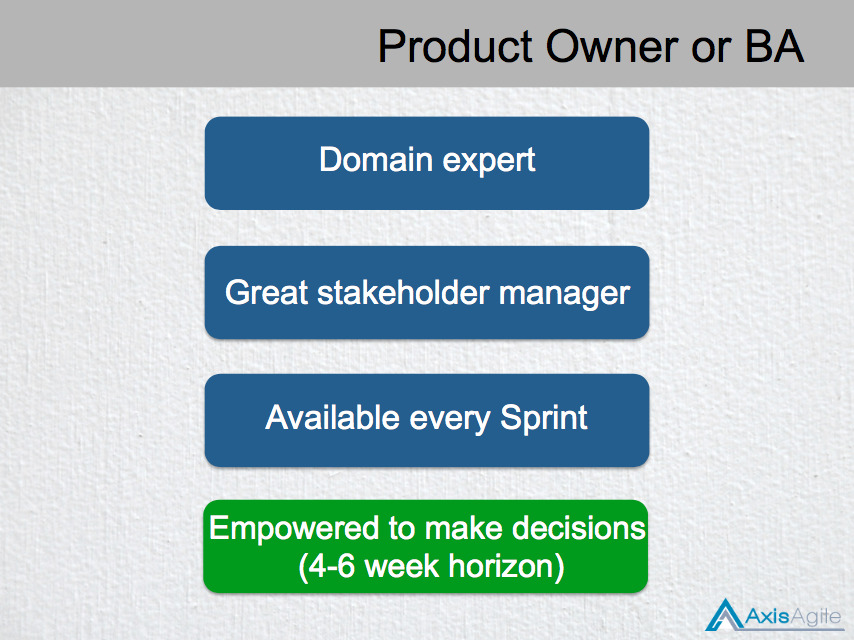 Product Owner or BA
Domain expert
Great stakeholder manager
Available every Sprint
Empowered to make decisions
(4-6 week horizon)
AxisAgile